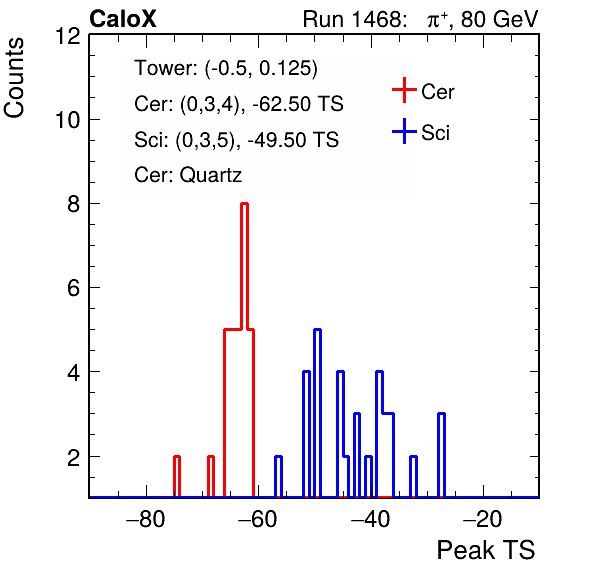 CaloX Run 1468: π+, 80 GeV
Counts
12
10
8
6
4
2
Tower: (-0.5, 0.125)
Cer: (0,3,4), -62.50 TS
Sci: (0,3,5), -49.50 TS
Cer: Quartz
Cer
Sci
−80 −60 −40 −20
Peak TS